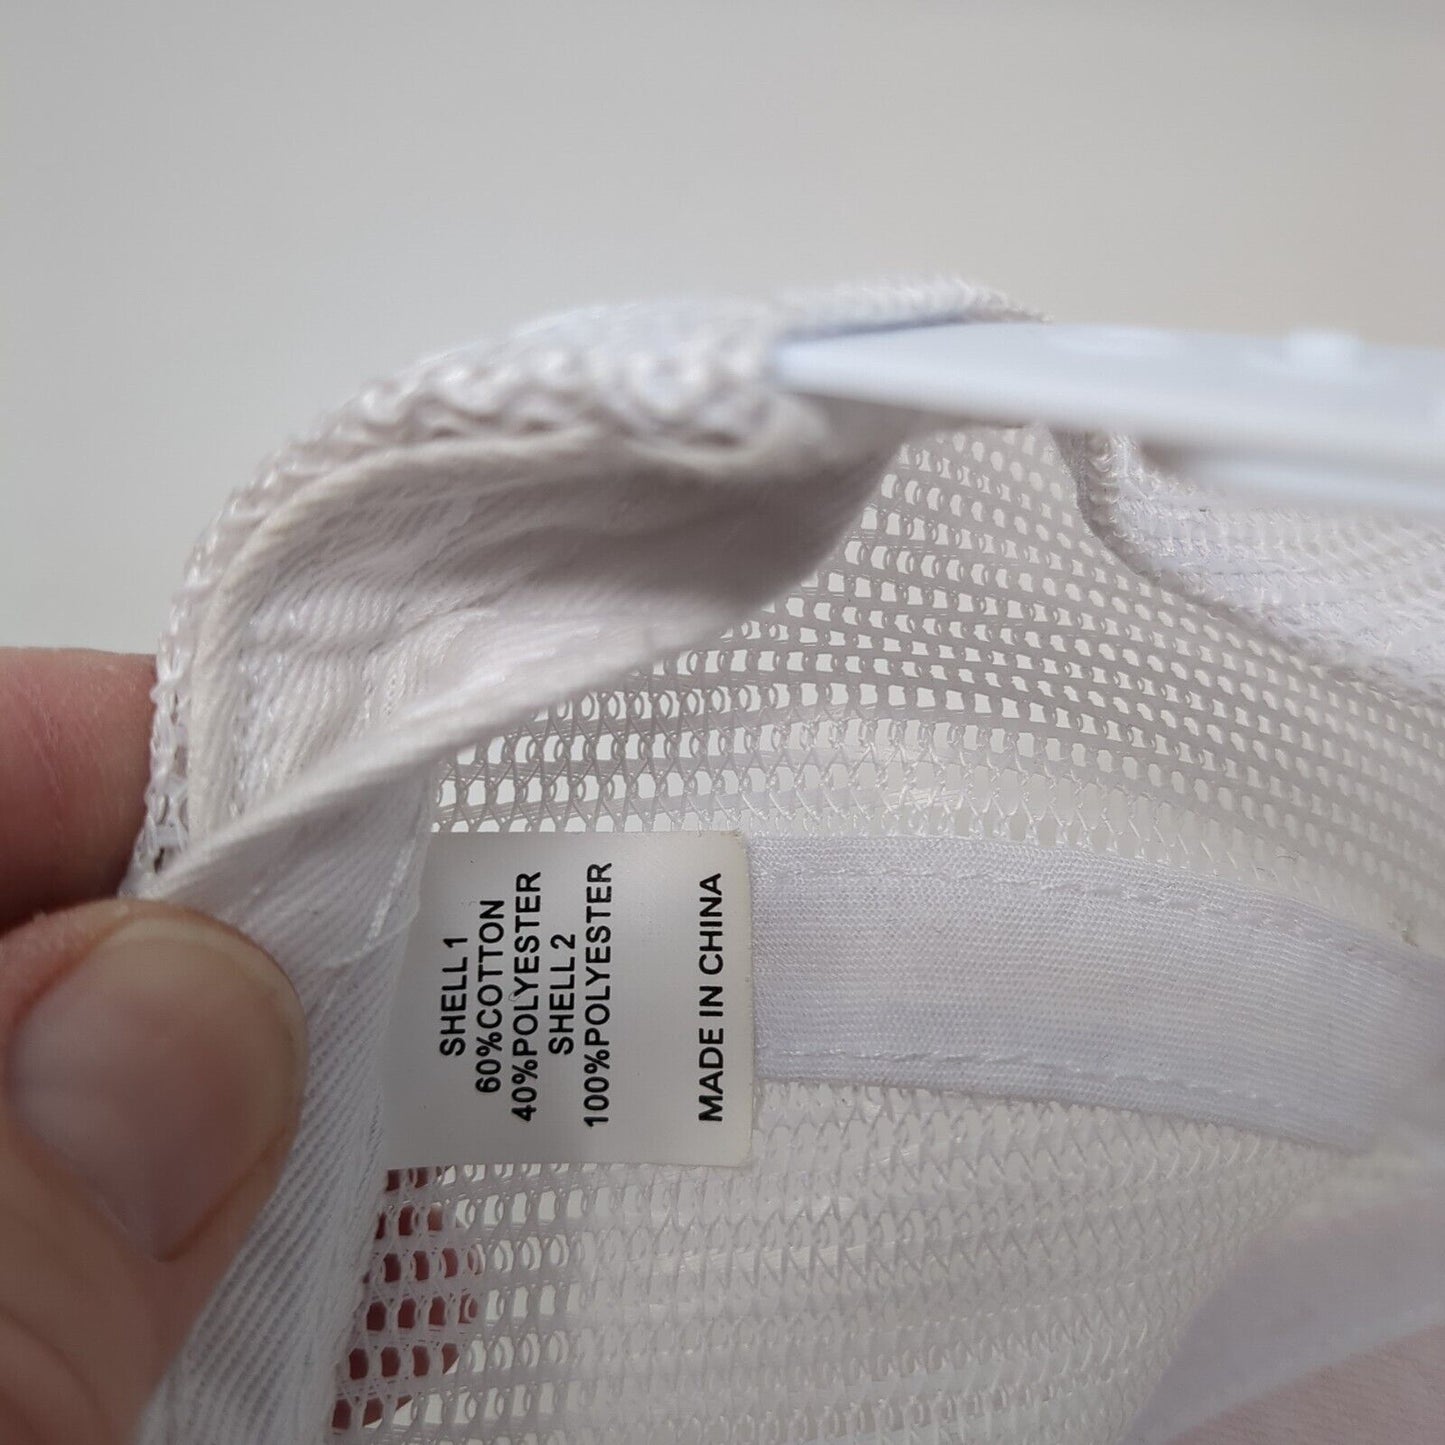 SHELL 1
60%COTTON
40%POLYESTER
SHELL 2
100%POLYESTER
MADE IN CHINA